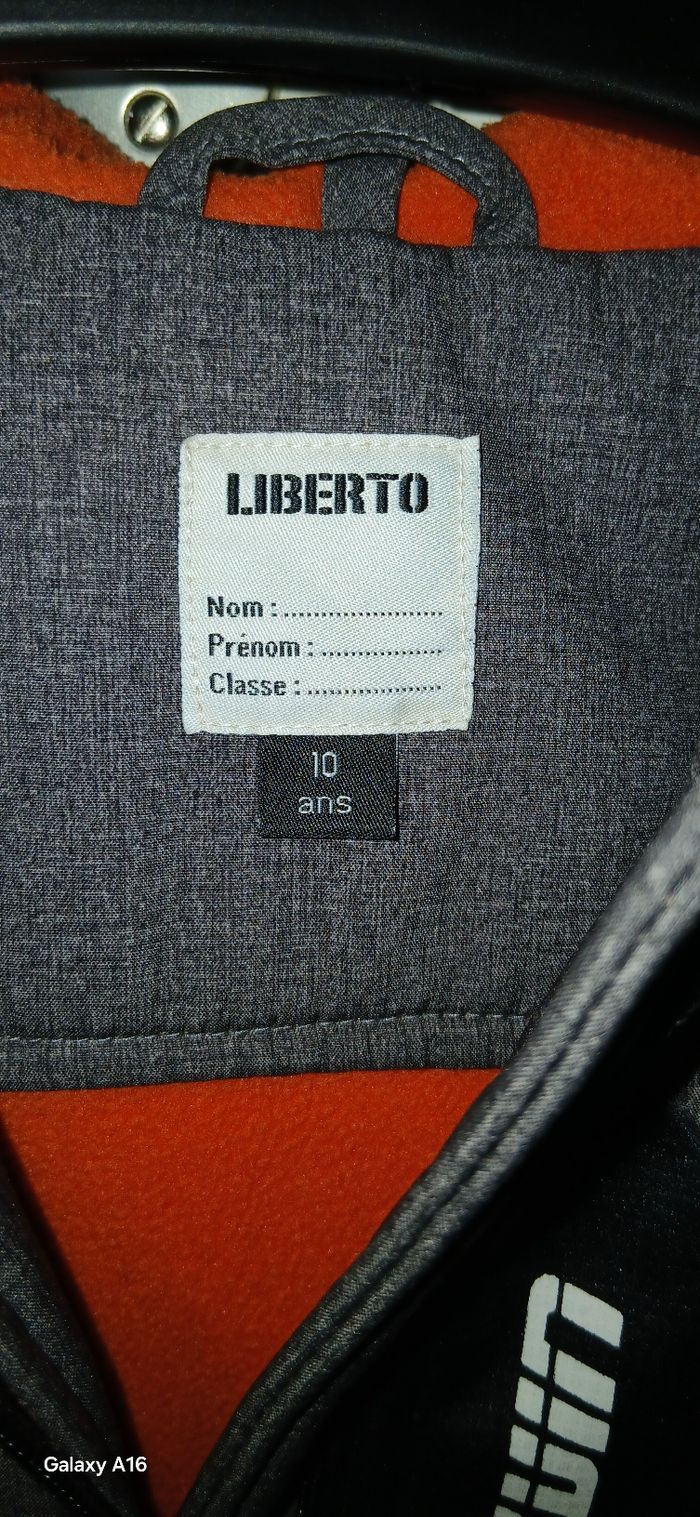 LIBERTO
Nom :......................
Prénom :.................
Classe :...................
10
ans
Galaxy A16